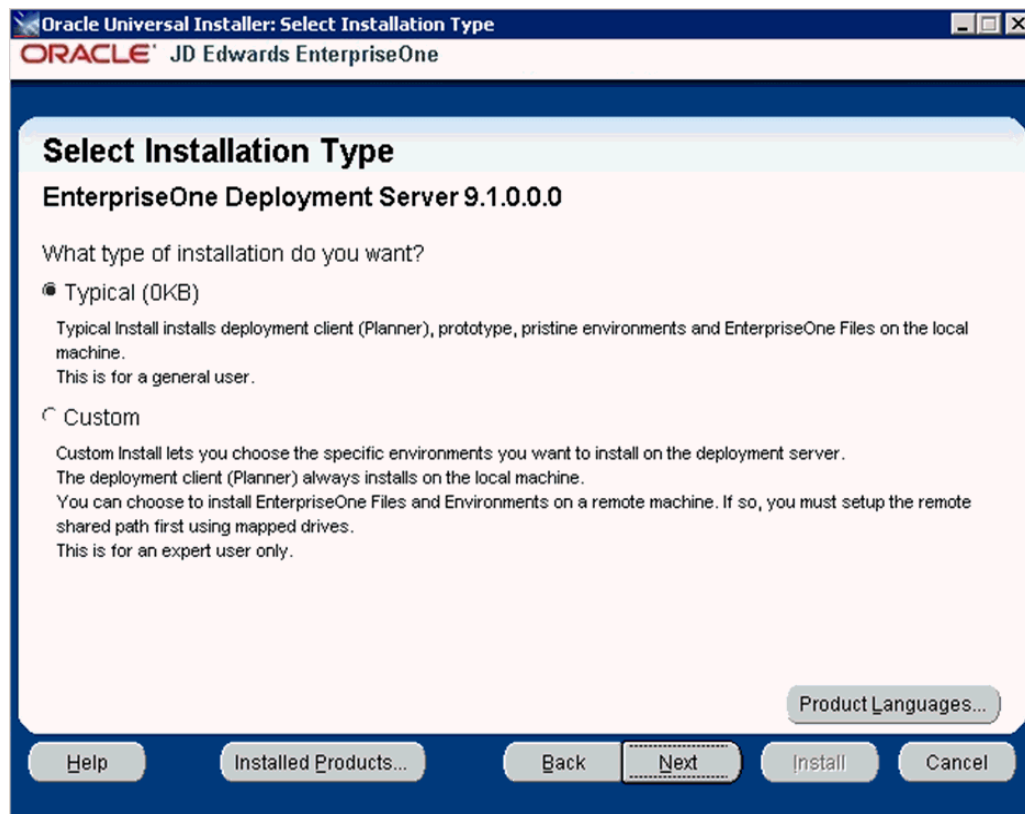 Oracle Universal Installer: Select Installation Type
ORACLE JD Edwards EnterpriseOne
Select Installation Type
EnterpriseOne Deployment Server 9.1.0.0.0
What type of installation do you want?
Typical (0KB)
Typical Install installs deployment client (Planner), prototype, pristine environments and EnterpriseOne Files on the local
machine.
This is for a general user.
Custom
Custom Install lets you choose the specific environments you want to install on the deployment server.
The deployment client (Planner) always installs on the local machine.
You can choose to install EnterpriseOne Files and Environments on a remote machine. If so, you must setup the remote
shared path first using mapped drives.
This is for an expert user only.
Product Languages...
Help Installed Products... Back Next Install Cancel